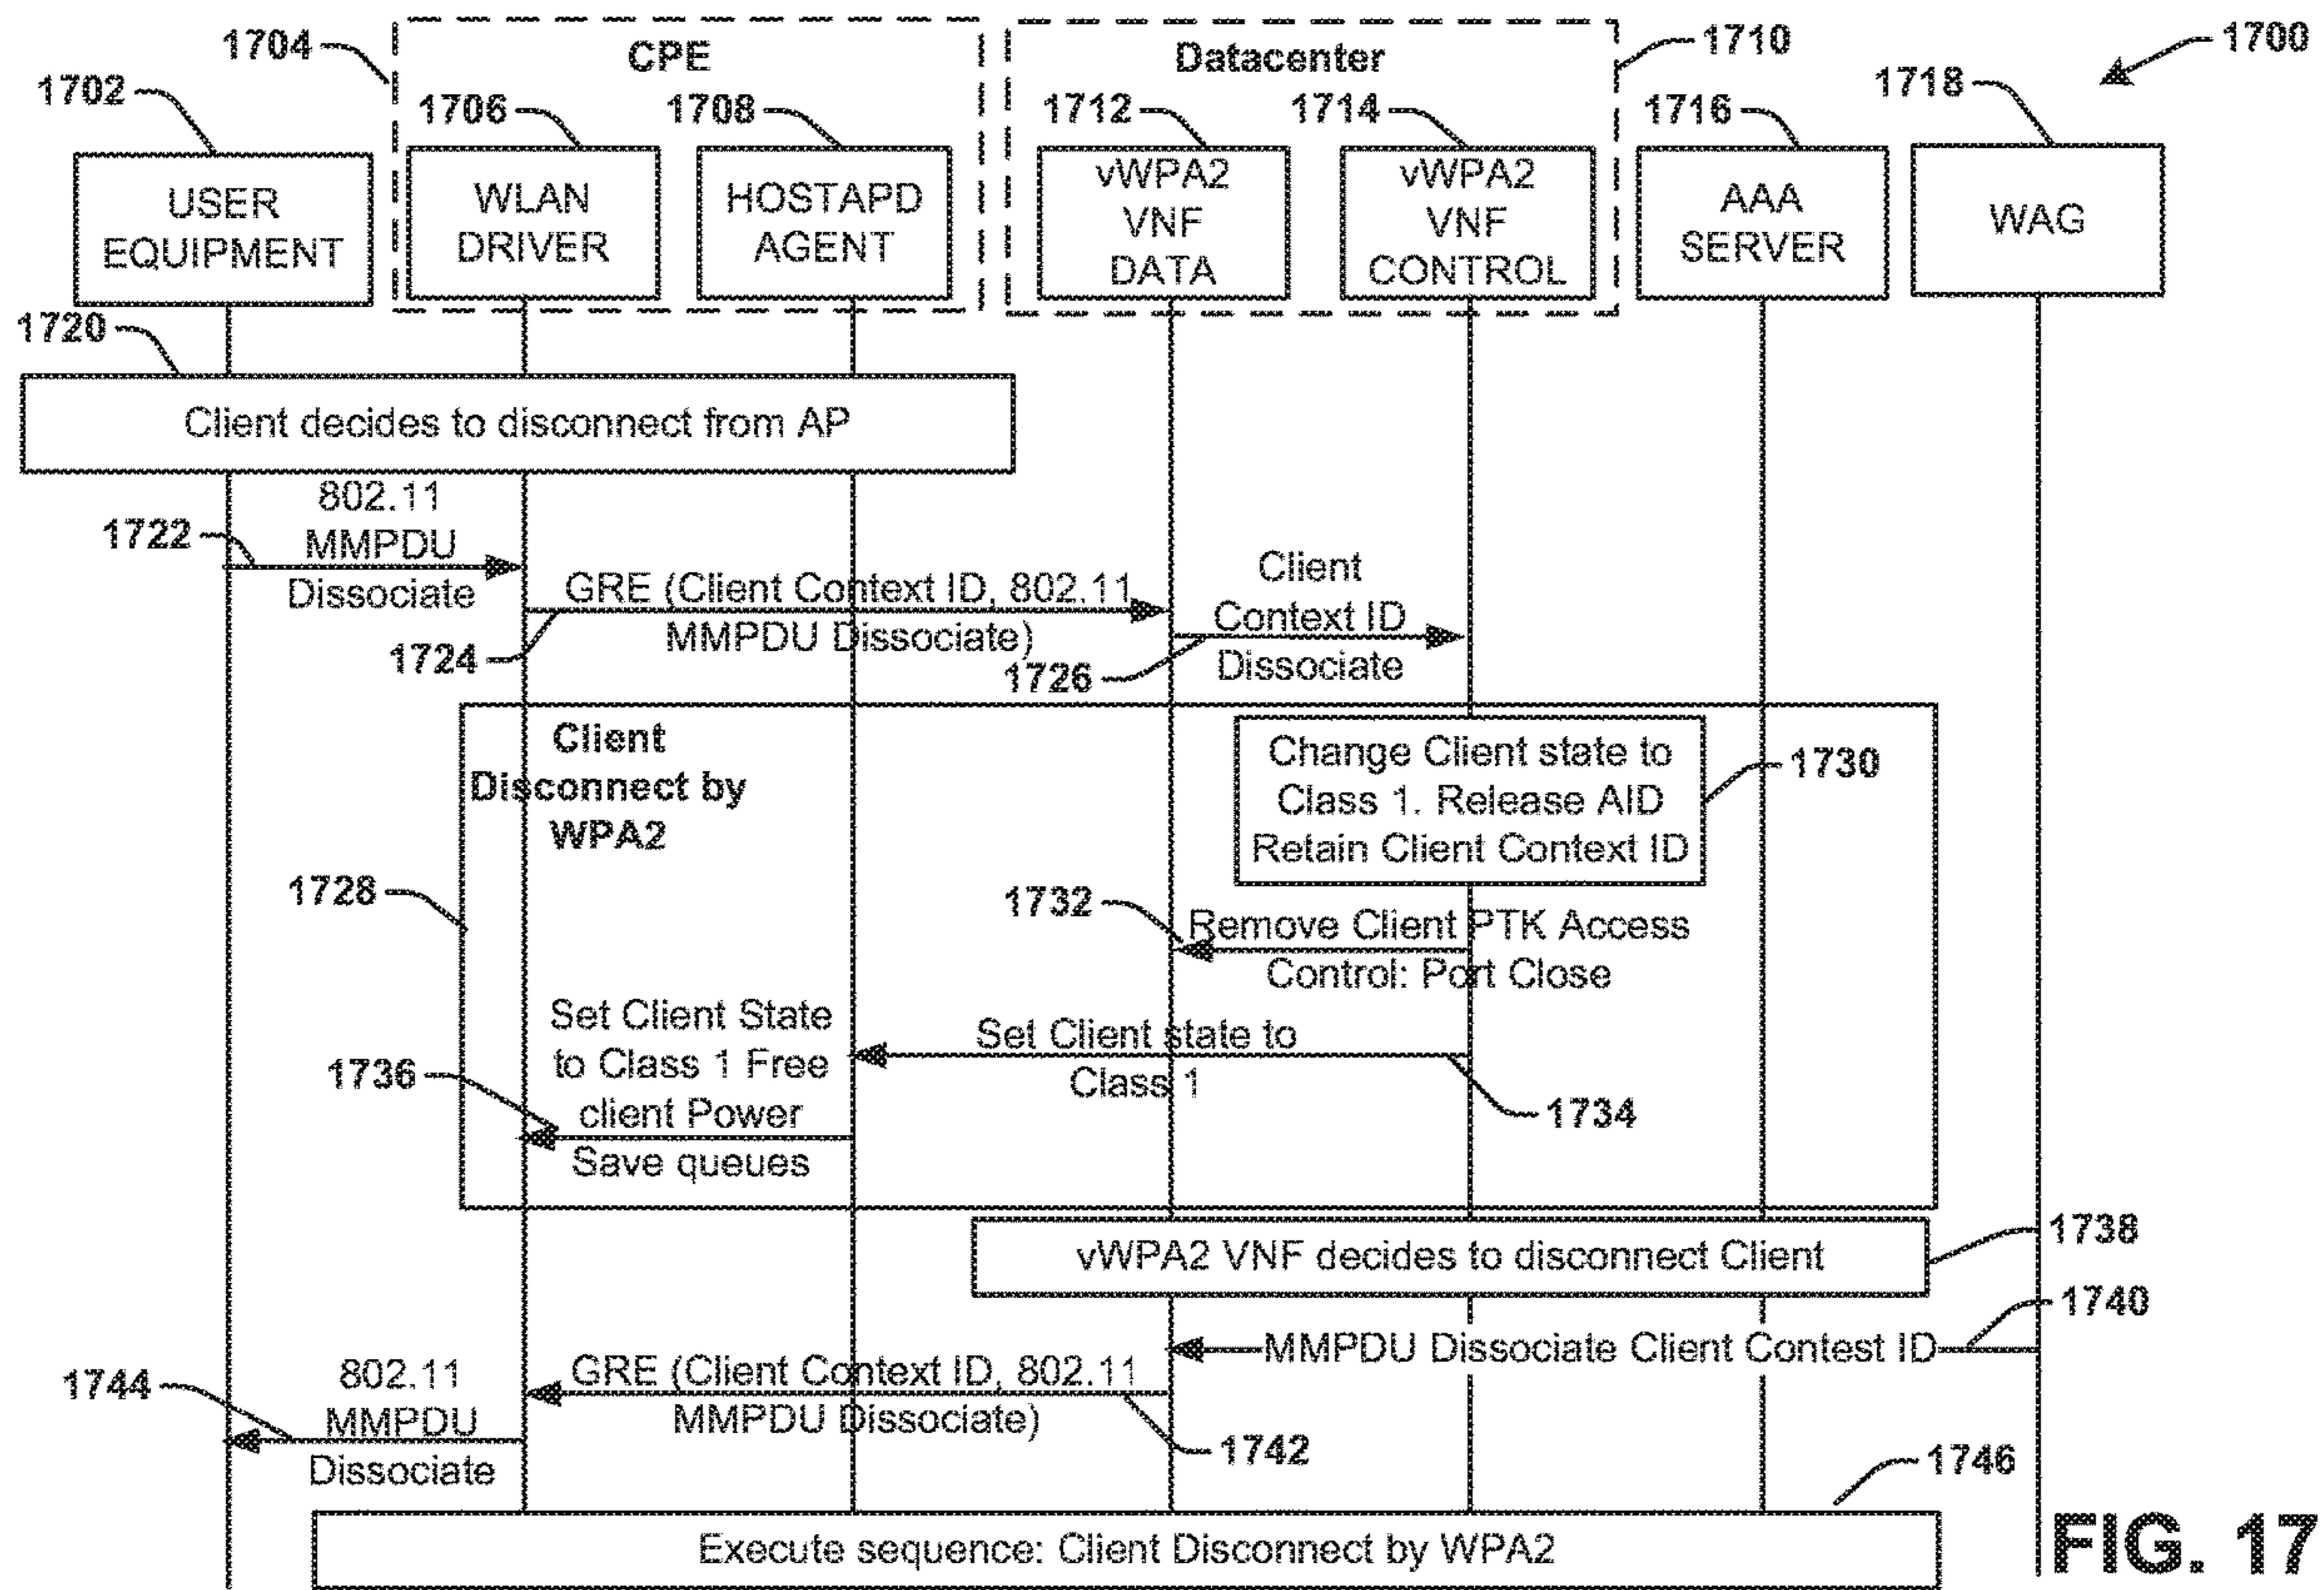 1704
CPE
Datacenter
1710
1700
1702
1706
1708
1712
1714
1716
1718
USER
EQUIPMENT
WLAN
DRIVER
HOSTAPD
AGENT
vWPA2
VNF
DATA
vWPA2
VNF
CONTROL
AAA
SERVER
WAG
1720
Client decides to disconnect from AP
1722
802.11
MMPDU
Dissociate
GRE (Client Context ID, 802.11
MMPDU Dissociate)
1724
Client
Context ID
Dissociate
1726
Client
Disconnect by
WPA2
Change Client state to
Class 1. Release AID
Retain Client Context ID
1730
1728
1732
Remove Client PTK Access
Control: Port Close
Set Client State
to Class 1 Free
client Power
Save queues
1736
Set Client state to
Class 1
1734
vWPA2 VNF decides to disconnect Client
1738
1740
MMPDU Dissociate Client Contest ID
GRE (Client Context ID, 802.11
MMPDU Dissociate)
1742
1744
802.11
MMPDU
Dissociate
1746
Execute sequence: Client Disconnect by WPA2
FIG. 17